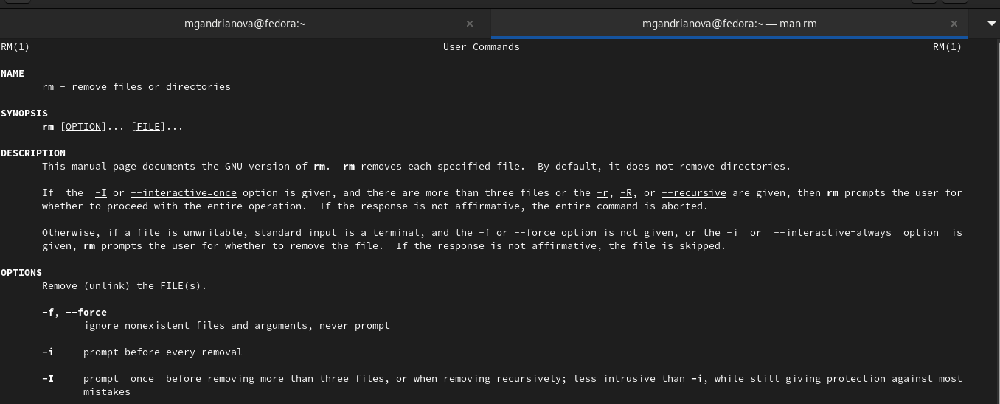 mgandrianova@fedora:~ × mgandrianova@fedora:~ — man rm ×
RM(1) User Commands RM(1)
NAME
rm - remove files or directories
SYNOPSIS
rm [OPTION]... [FILE]...
DESCRIPTION
This manual page documents the GNU version of rm. rm removes each specified file. By default, it does not remove directories.
If the -I or --interactive=once option is given, and there are more than three files or the -r, -R, or --recursive are given, then rm prompts the user for
whether to proceed with the entire operation. If the response is not affirmative, the entire command is aborted.
Otherwise, if a file is unwritable, standard input is a terminal, and the -f or --force option is not given, or the -i or --interactive=always option is
given, rm prompts the user for whether to remove the file. If the response is not affirmative, the file is skipped.
OPTIONS
Remove (unlink) the FILE(s).
-f, --force
ignore nonexistent files and arguments, never prompt
-i prompt before every removal
-I prompt once before removing more than three files, or when removing recursively; less intrusive than -i, while still giving protection against most
mistakes